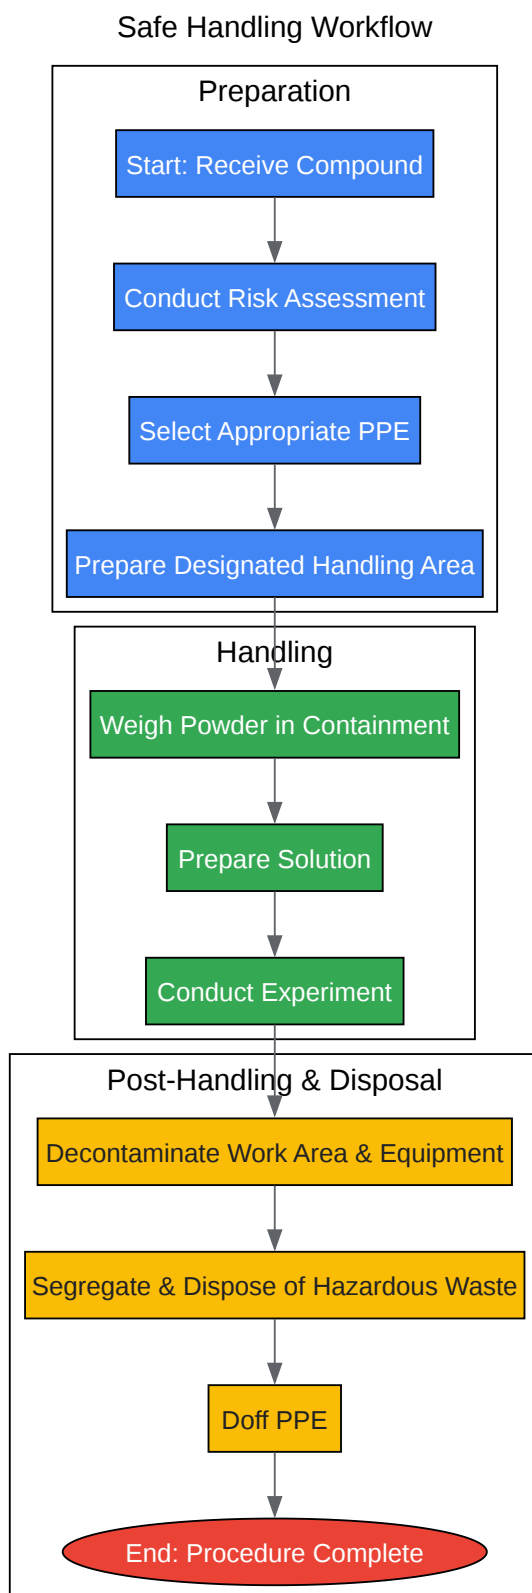 Safe Handling Workflow
Preparation
Start: Receive Compound
Conduct Risk Assessment
Select Appropriate PPE
Prepare Designated Handling Area
Handling
Weigh Powder in Containment
Prepare Solution
Conduct Experiment
Post-Handling & Disposal
Decontaminate Work Area & Equipment
Segregate & Dispose of Hazardous Waste
Doff PPE
End: Procedure Complete